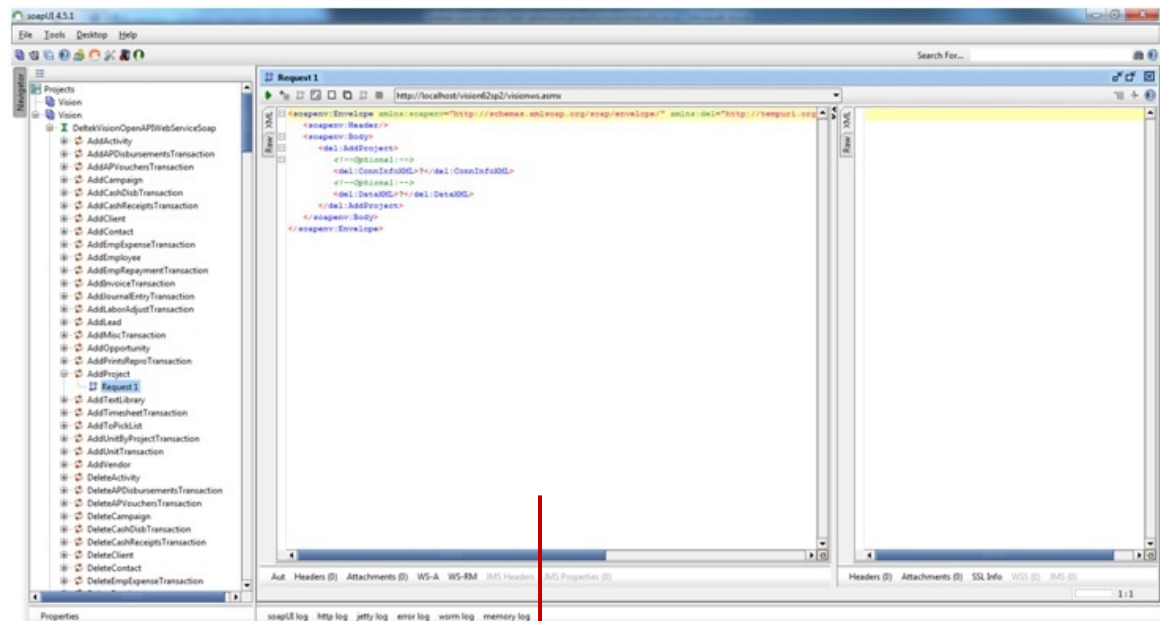 soapUI 4.5.1
File Tools Desktop Help
Search For...
Navigator
Projects
Vision
Vision
DeltekVisionOpenAPIWebServiceSoap
AddActivity
AddAPDisbursementsTransaction
AddAPVouchersTransaction
AddCampaign
AddCashDisbTransaction
AddCashReceiptsTransaction
AddClient
AddContact
AddEmpExpenseTransaction
AddEmployee
AddEmpRepaymentTransaction
AddInvoiceTransaction
AddJournalEntryTransaction
AddLaborAdjustTransaction
AddLead
AddMiscTransaction
AddOpportunity
AddPrintsReproTransaction
AddProject
Request 1
AddTextLibrary
AddTimesheetTransaction
AddToPickList
AddUnitByProjectTransaction
AddUnitTransaction
AddVendor
DeleteActivity
DeleteAPDisbursementsTransaction
DeleteAPVouchersTransaction
DeleteCampaign
DeleteCashDisbTransaction
DeleteCashReceiptsTransaction
DeleteClient
DeleteContact
DeleteEmpExpenseTransaction
Properties
Request 1
http://localhost/vision62sp2/visionws.asmx
XML
Raw
<soapenv:Envelope xmlns:soapenv="http://schemas.xmlsoap.org/soap/envelope/" xmlns:del="http://tempuri.org
<soapenv:Header/>
<soapenv:Body>
<del:AddProject>
<!--Optional:-->
<del:ConnInfoXML>?</del:ConnInfoXML>
<!--Optional:-->
<del:DataXML>?</del:DataXML>
</del:AddProject>
</soapenv:Body>
</soapenv:Envelope>
Aut Headers (0) Attachments (0) WS-A WS-RM JMS Headers JMS Properties (0)
XML
Raw
Headers (0) Attachments (0) SSL Info WSS (0) JMS (0)
1:1
soapUI log http log jetty log error log wsrm log memory log